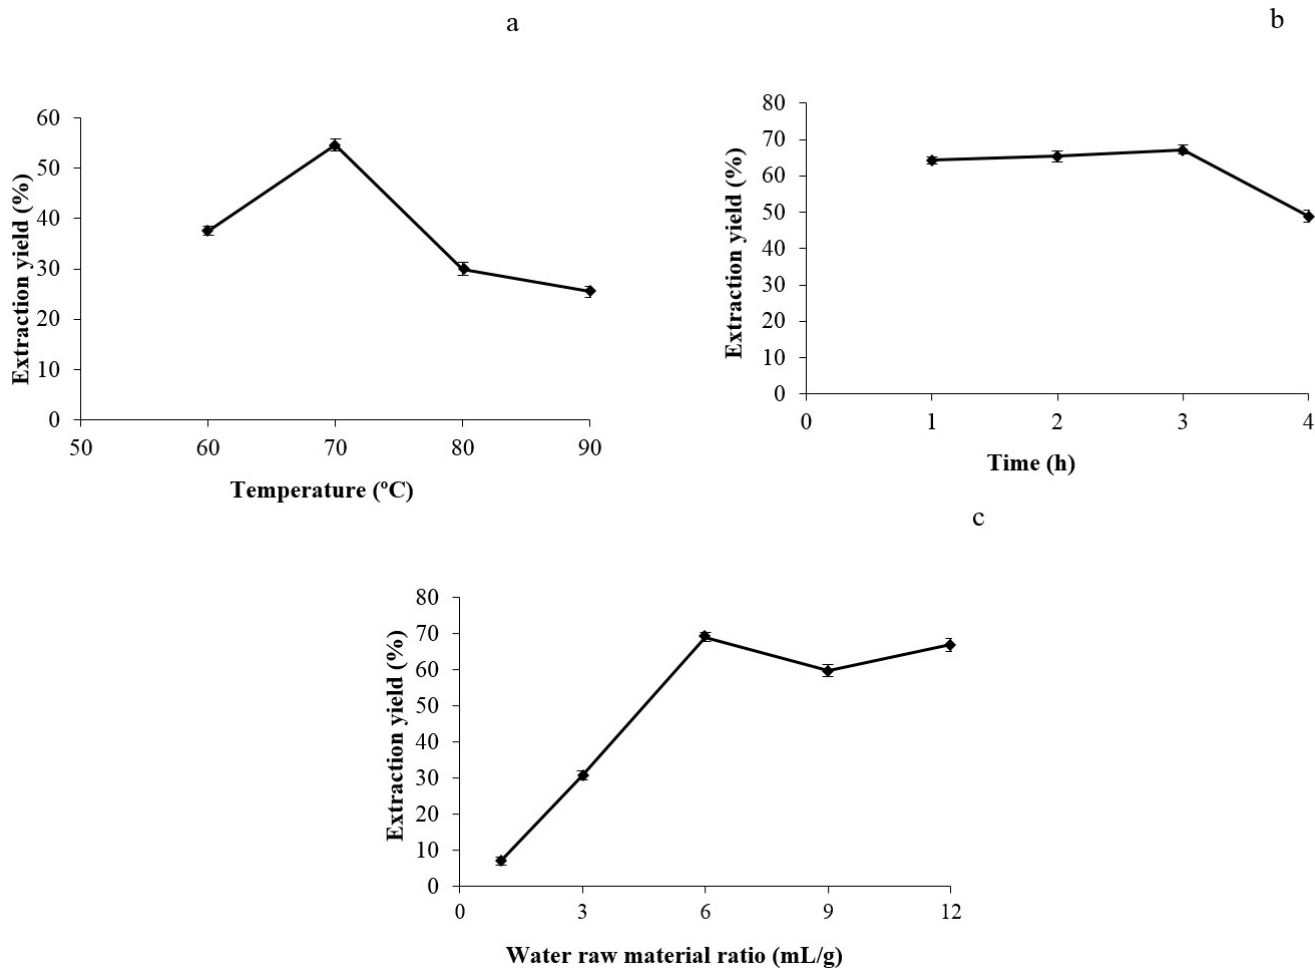 a
60
50
40
30
20
10
0
Extraction yield (%)
50 60 70 80 90
Temperature (ºC)
b
80
70
60
50
40
30
20
10
0
Extraction yield (%)
0 1 2 3 4
Time (h)
c
80
70
60
50
40
30
20
10
0
Extraction yield (%)
0 3 6 9 12
Water raw material ratio (mL/g)